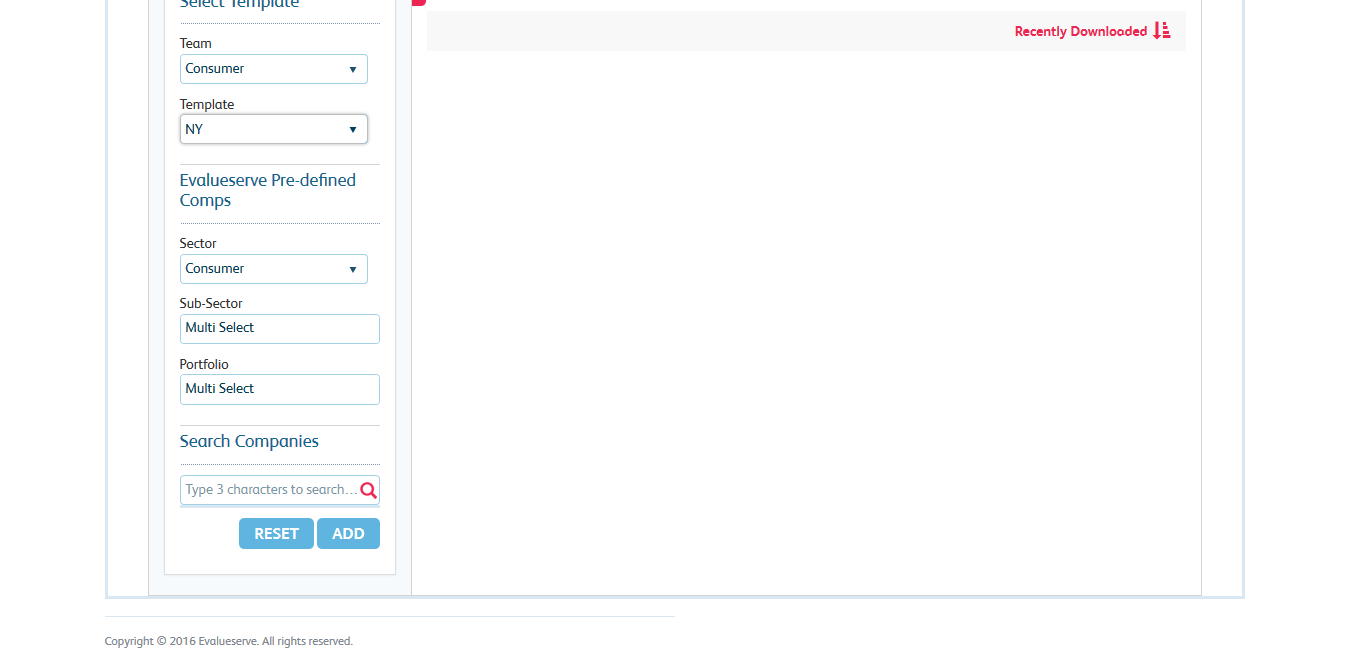 Select Template
Recently Downloaded
Team
Consumer
Template
NY
Evalueserve Pre-defined
Comps
Sector
Consumer
Sub-Sector
Multi Select
Portfolio
Multi Select
Search Companies
Type 3 characters to search...
RESET ADD
Copyright © 2016 Evalueserve. All rights reserved.